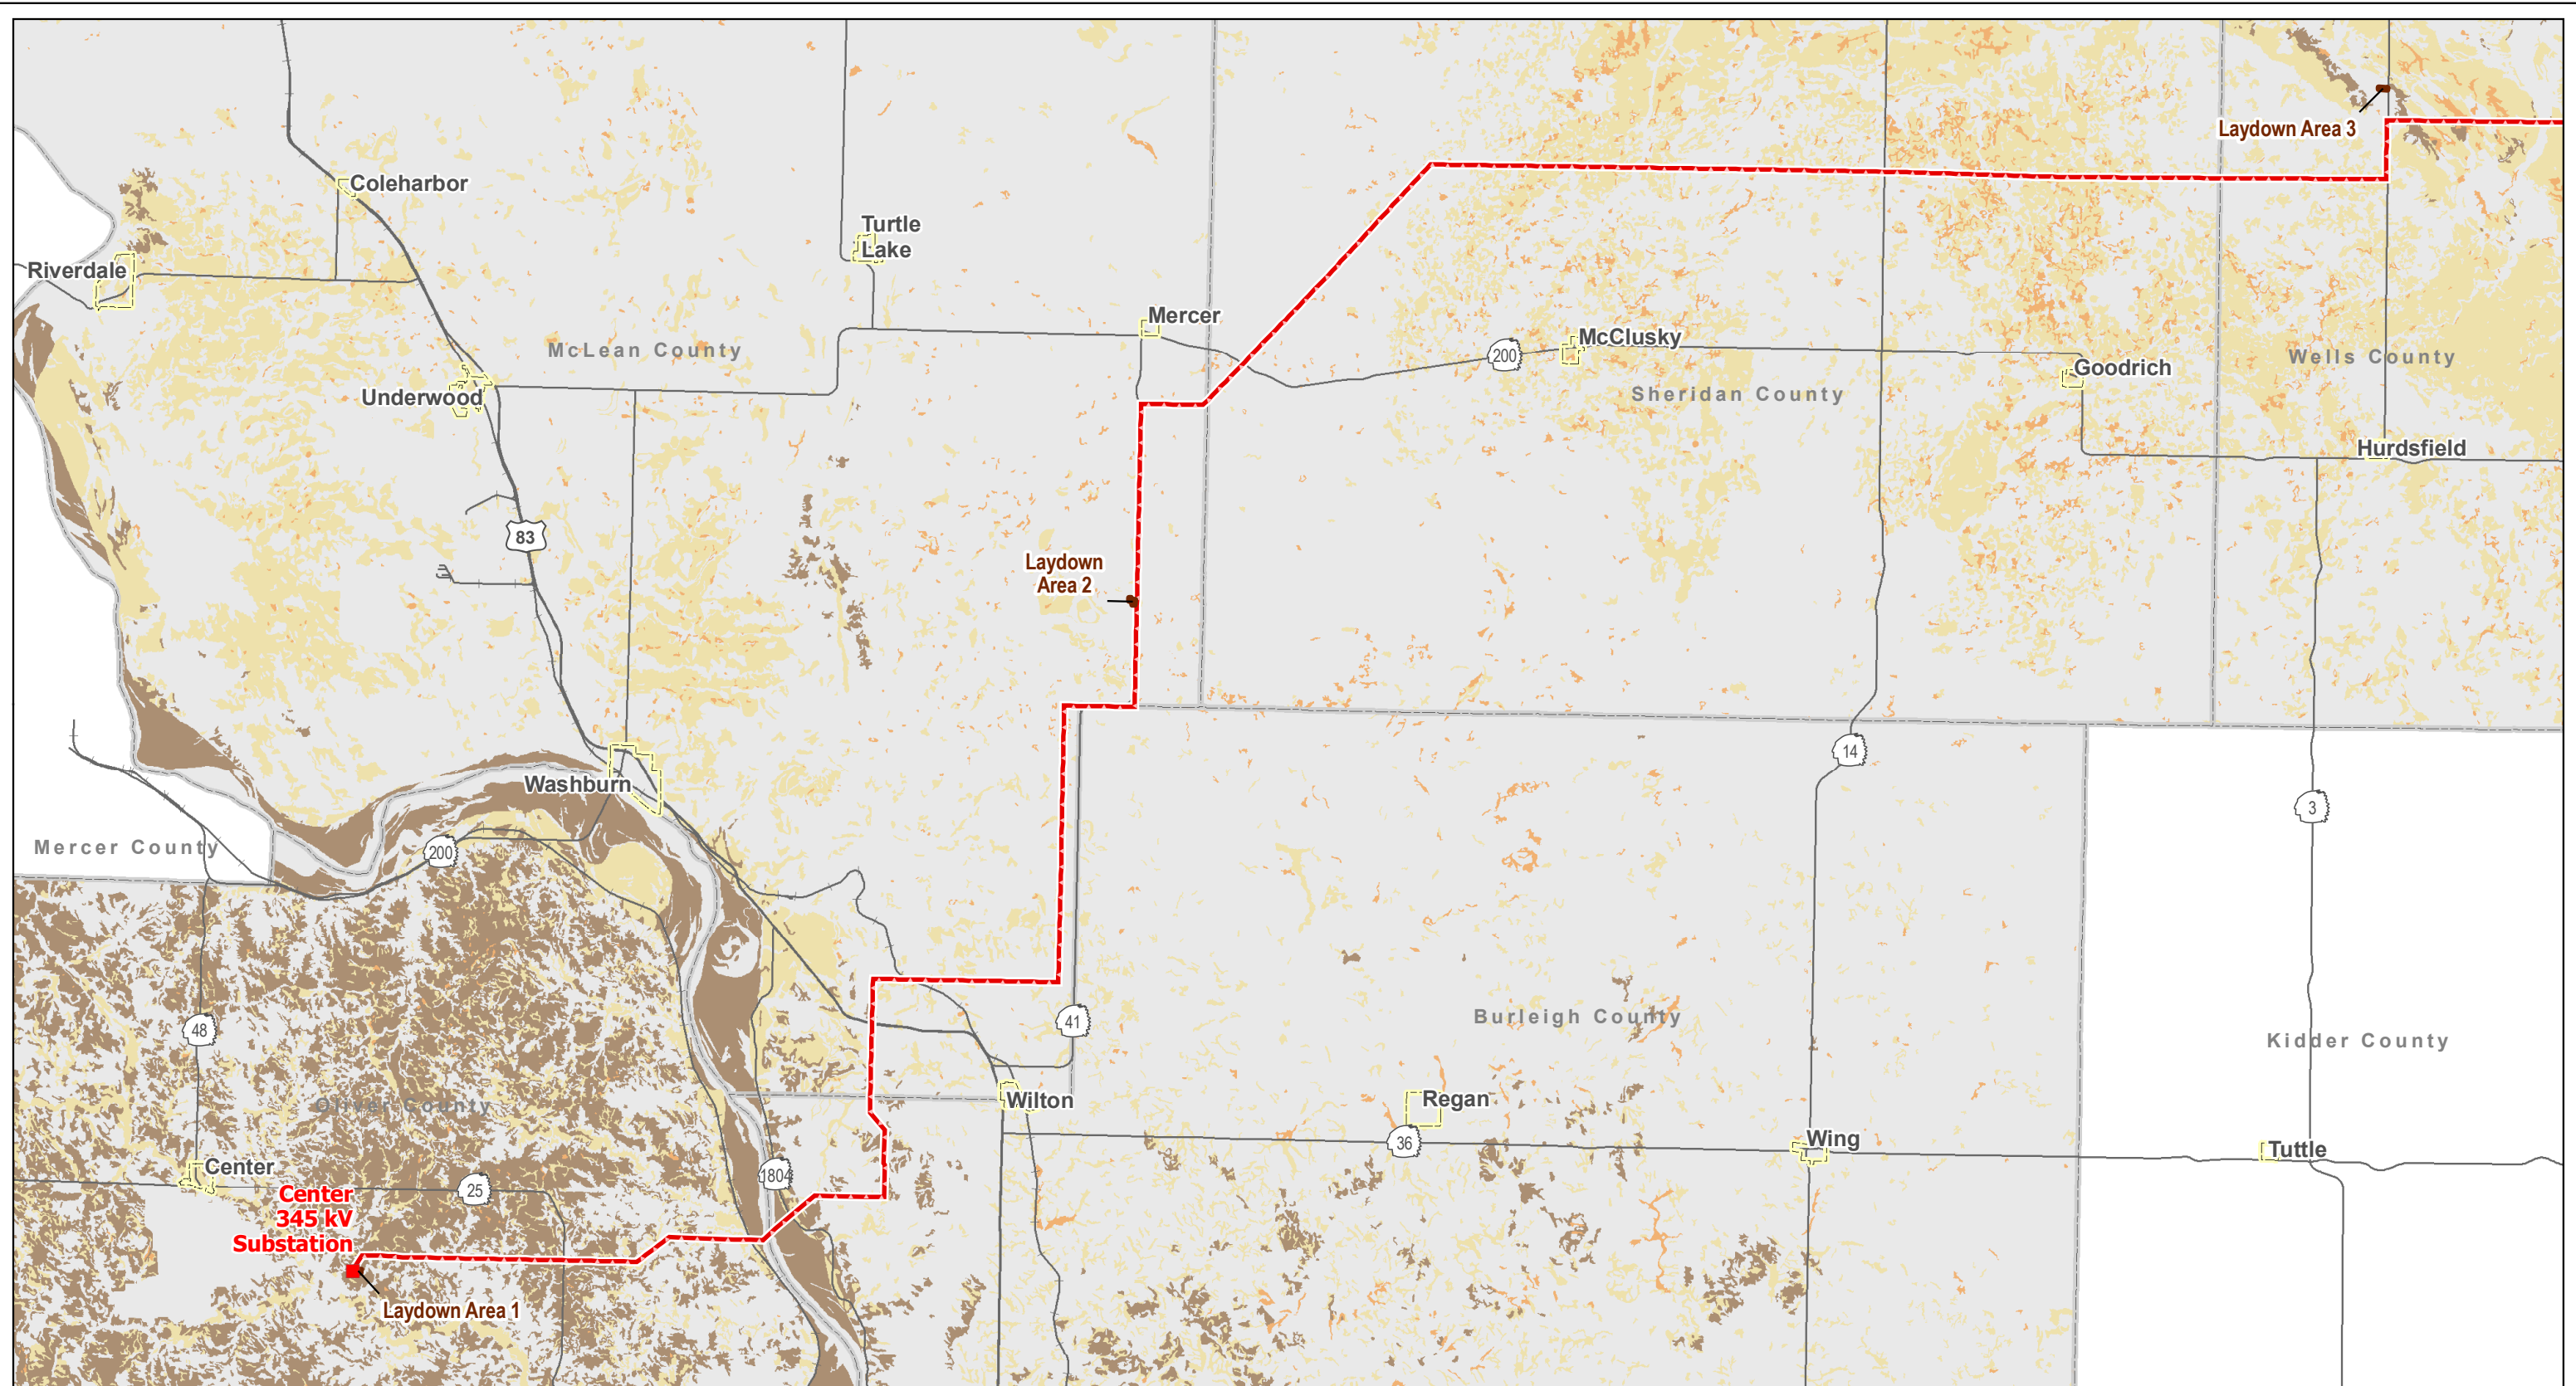 Laydown Area 3
Coleharbor
Turtle
Lake
Riverdale
Mercer
McClusky
200
McLean County
Wells County
Goodrich
Sheridan County
Underwood
Hurdsfield
83
Laydown
Area 2
14
Washburn
3
Mercer County
200
Burleigh County
41
48
Kidder County
Oliver County
Wilton
Regan
36
Wing
Tuttle
Center
1804
25
Center
345 kV
Substation
Laydown Area 1